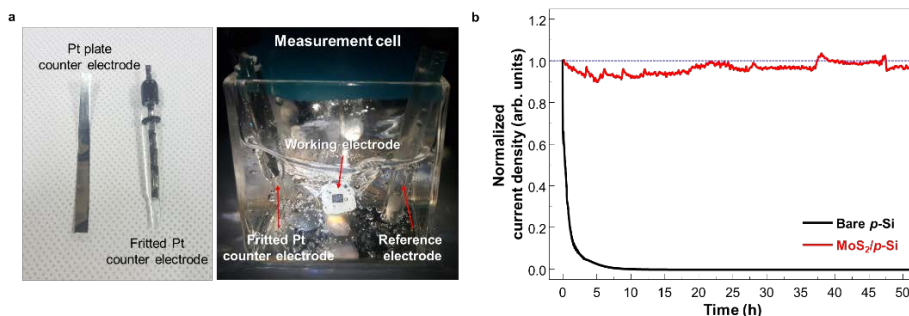 a
Pt plate
counter electrode
Fritted Pt
counter electrode
Measurement cell
Working electrode
Fritted Pt
counter electrode
Reference
electrode
b
Normalized
current density (arb. units)
1.2
1.0
0.8
0.6
0.4
0.2
0.0
Bare p-Si
MoS₂/p-Si
0
5
10
15
20
25
30
35
40
45
50
Time (h)